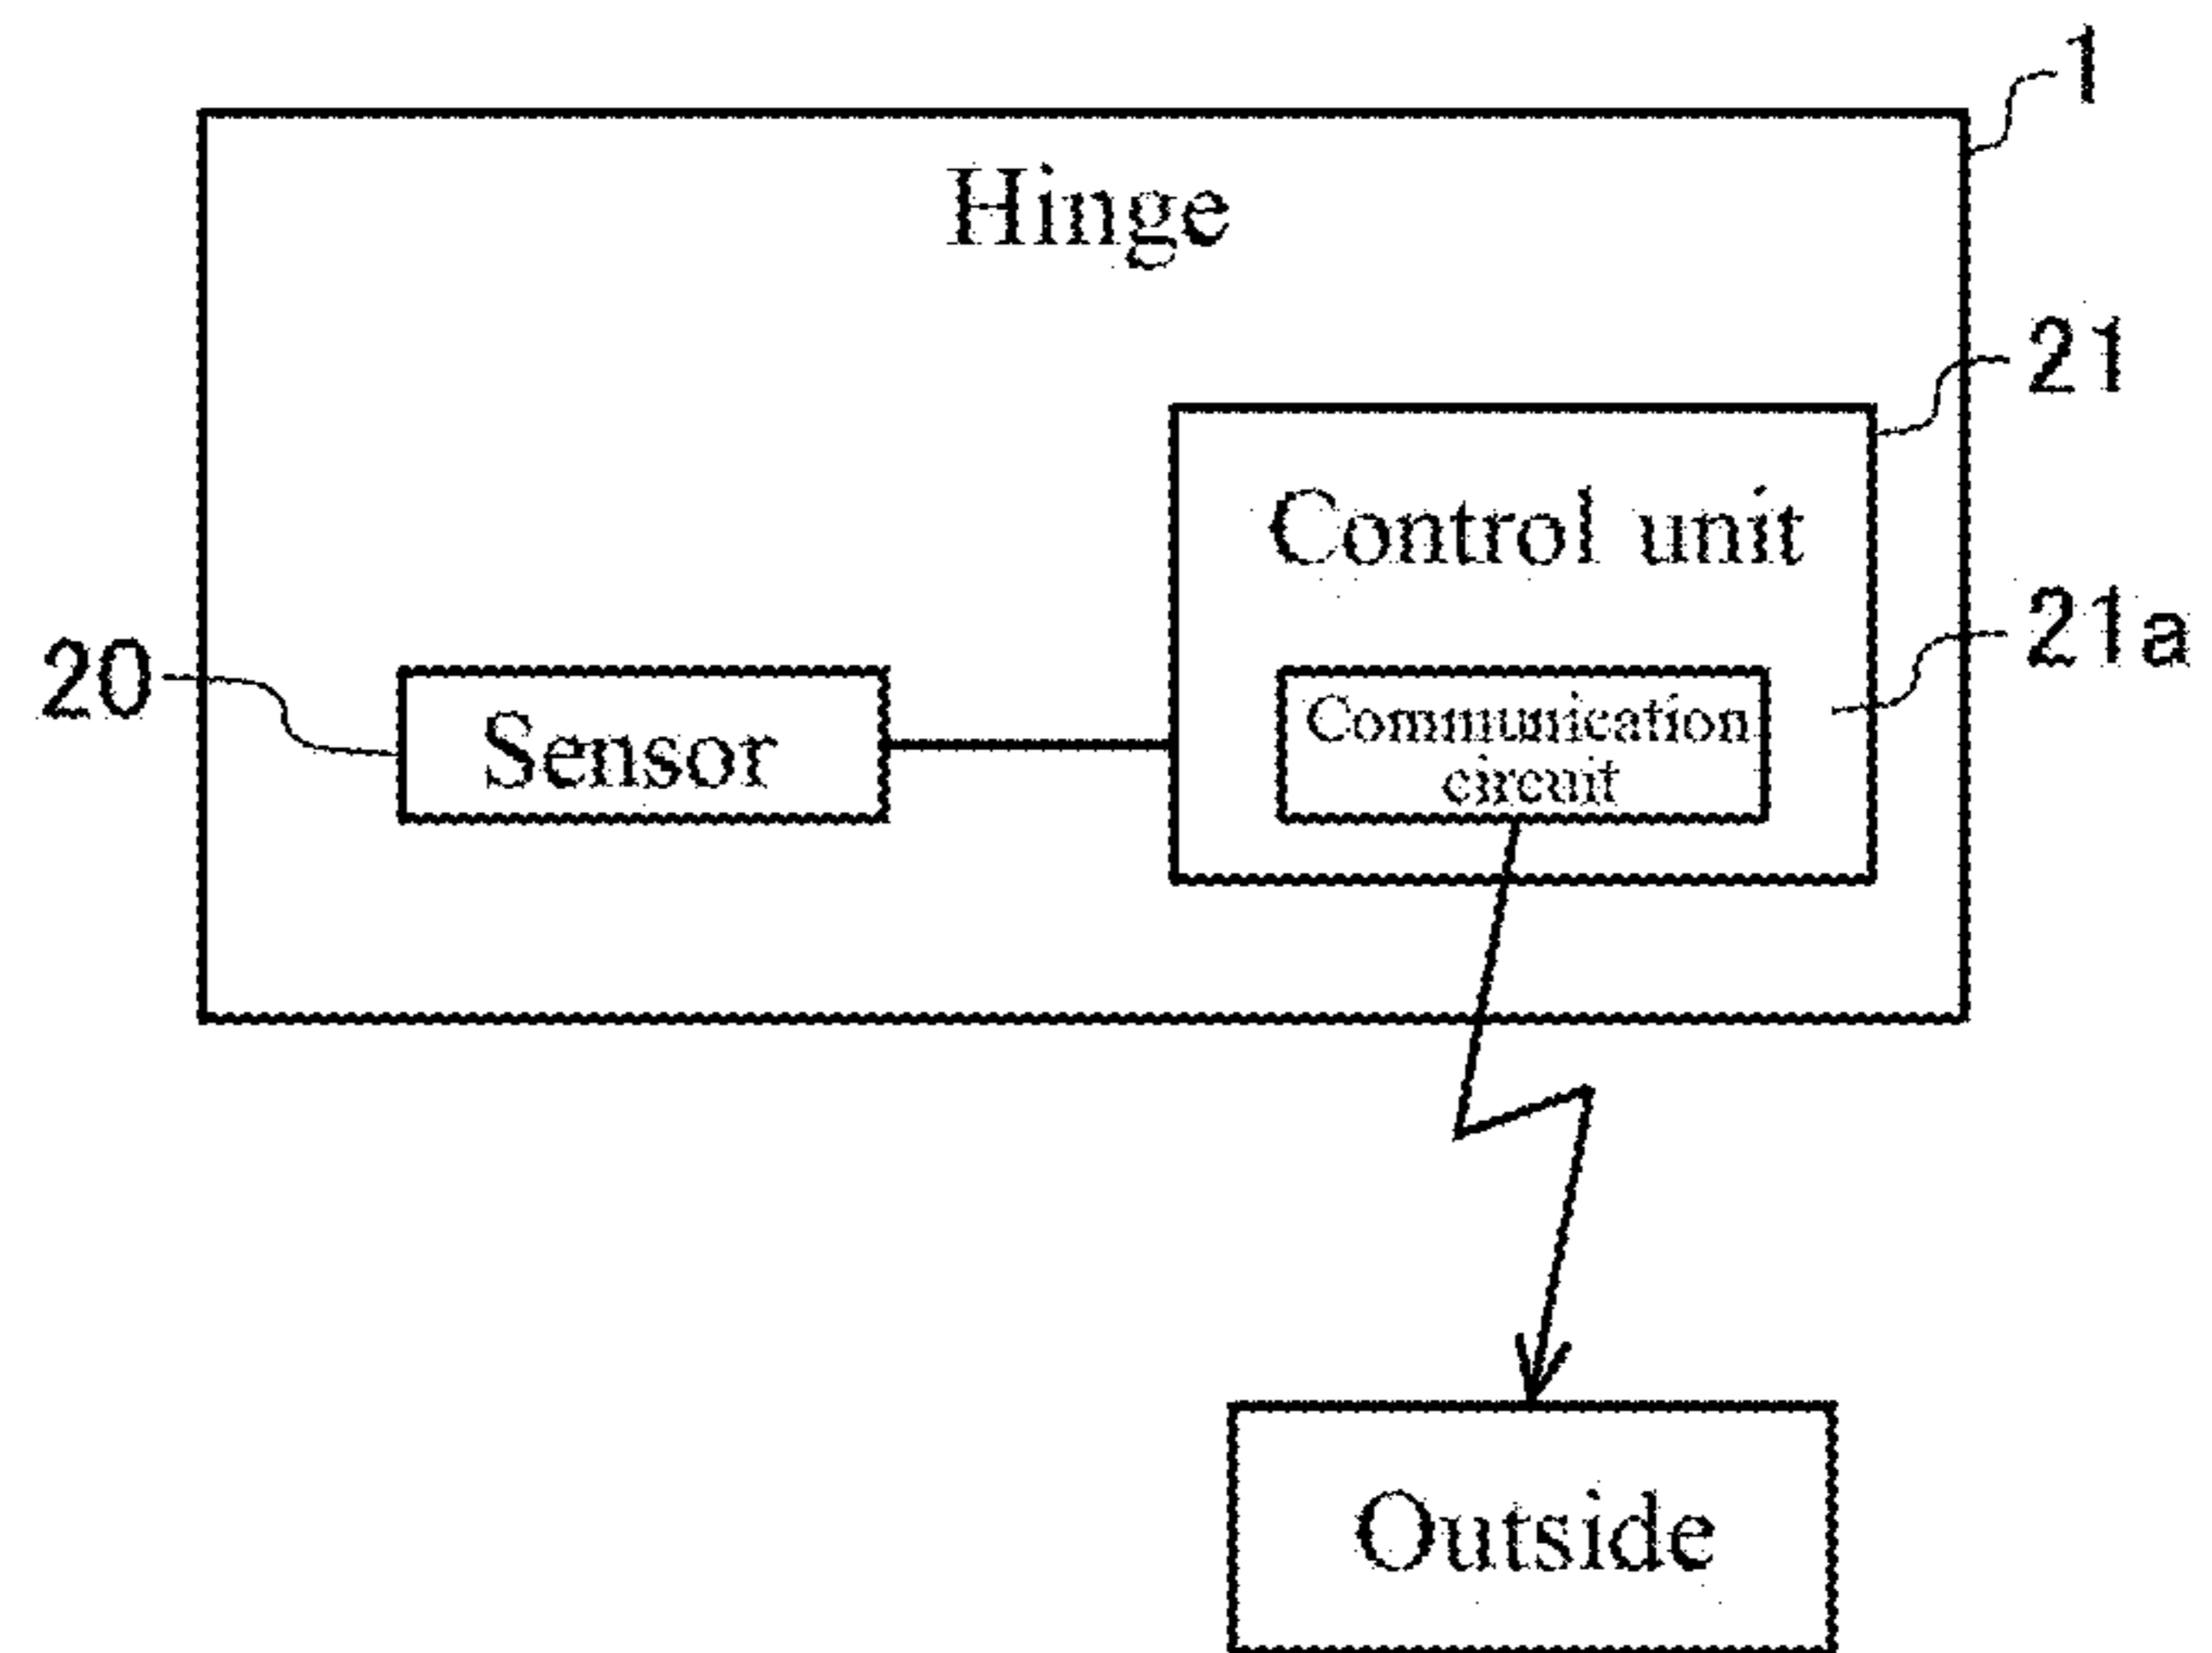 1
Hinge
21
Control unit
21a
20
Sensor
Communication
circuit
Outside